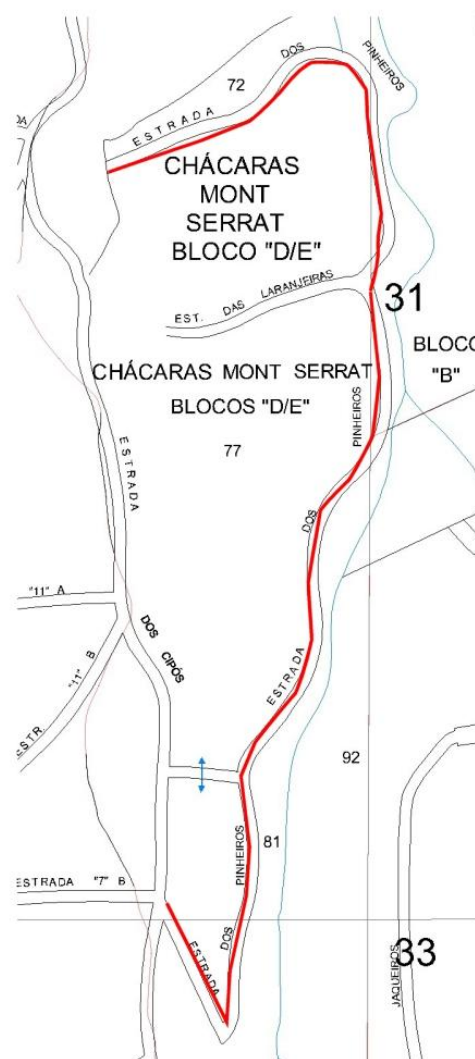 DOS
PINHEIROS
72
ESTRADA
CHÁCARAS
MONT
SERRAT
BLOCO "D/E"
EST. DAS LARANJEIRAS
31
BLOCO
"B"
CHÁCARAS MONT SERRAT
BLOCOS "D/E"
PINHEIROS
77
ESTRADA
DOS
"11" A
DOS CIPÓS
"11" B
ESTR.
ESTRADA
92
81
PINHEIROS
ESTRADA "7" B
DOS
ESTRADA
33
JAQUEIROS